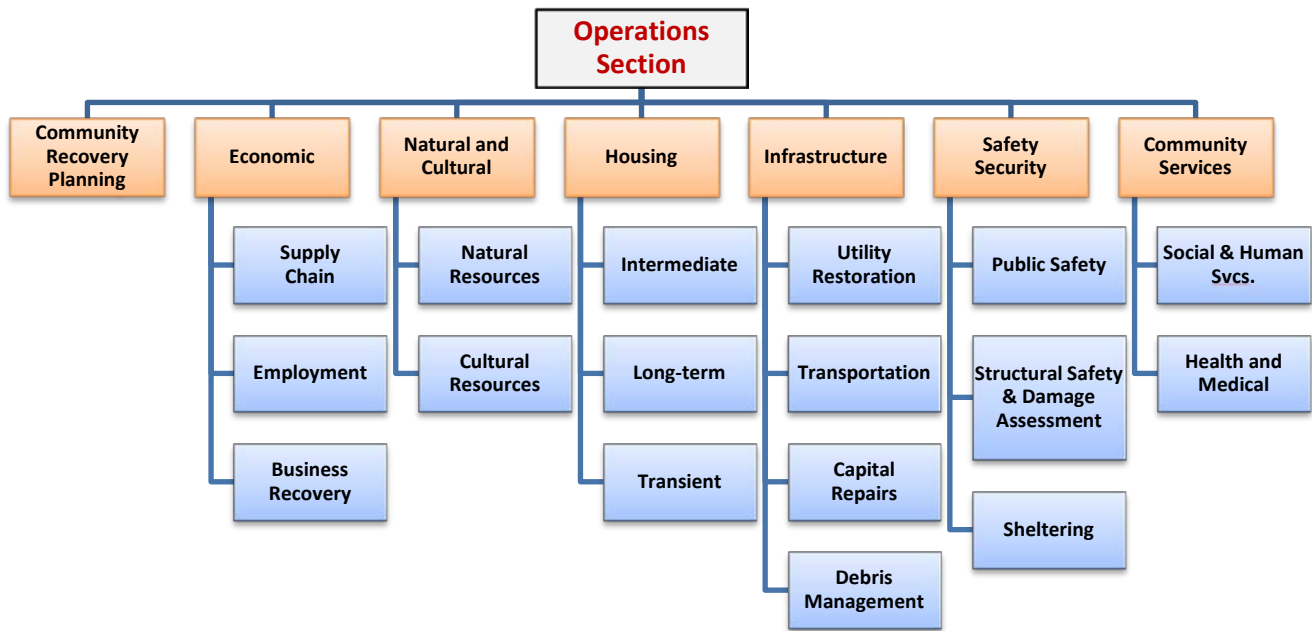 Operations
Section
Community
Recovery
Planning
Economic
Natural and
Cultural
Housing
Infrastructure
Safety
Security
Community
Services
Supply
Chain
Employment
Business
Recovery
Natural
Resources
Cultural
Resources
Intermediate
Long-term
Transient
Utility
Restoration
Transportation
Capital
Repairs
Debris
Management
Public Safety
Structural Safety
& Damage
Assessment
Sheltering
Social & Human
Svcs.
Health and
Medical